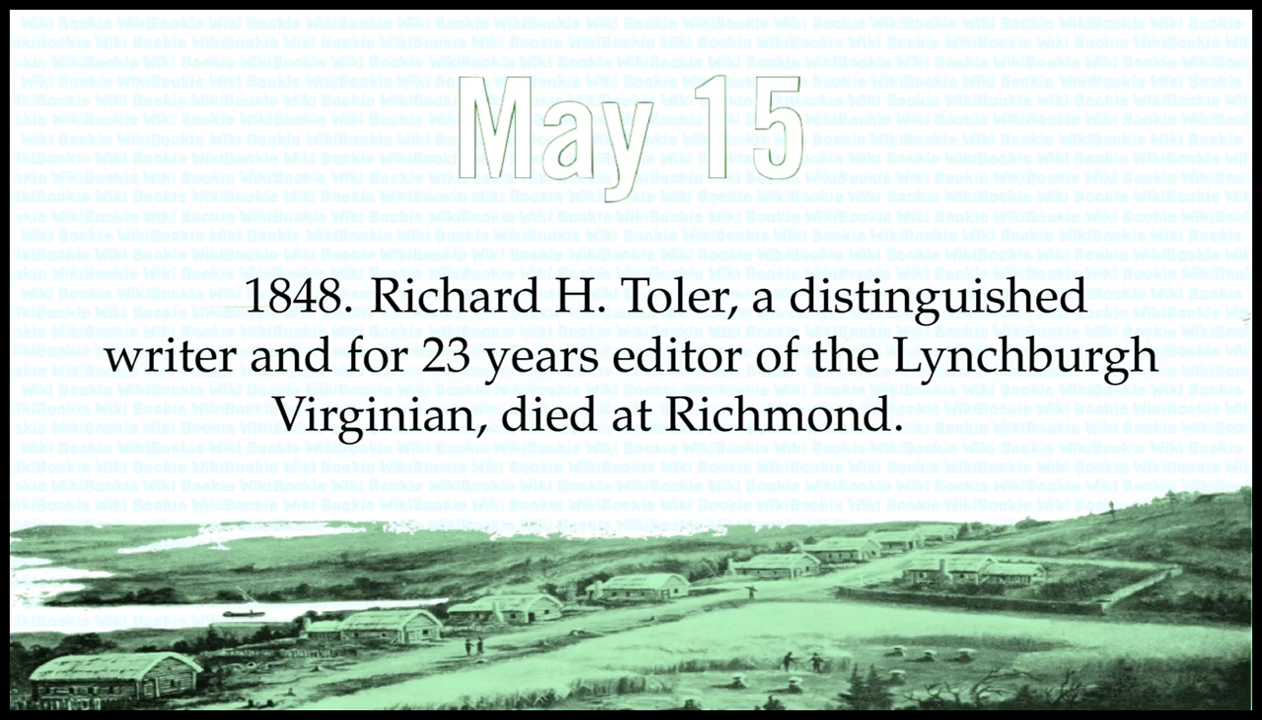 May 15
1848. Richard H. Toler, a distinguished
writer and for 23 years editor of the Lynchburgh
Virginian, died at Richmond.